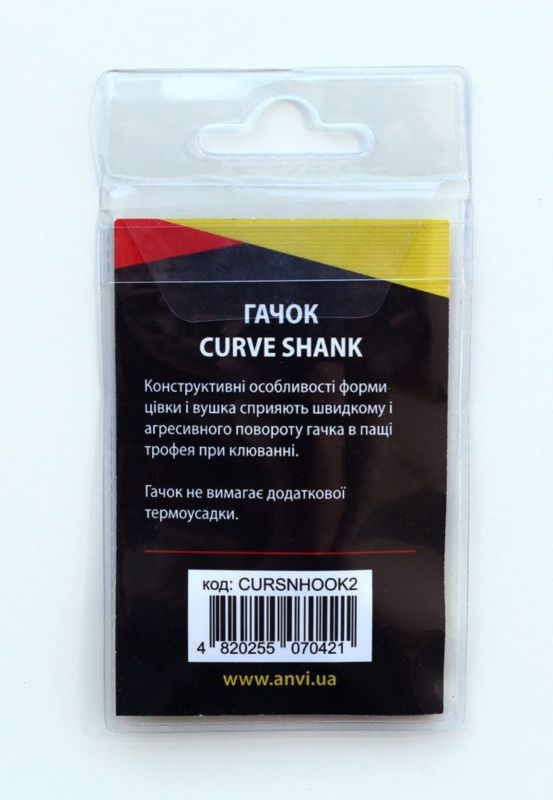 ГАЧОК
CURVE SHANK
Конструктивні особливості форми
цівки і вушка сприяють швидкому і
агресивного повороту гачка в пащі
трофея при клюванні.
Гачок не вимагає додаткової
термоусадки.
код: CURSNHOOK2
4 820255 070421
www.anvi.ua